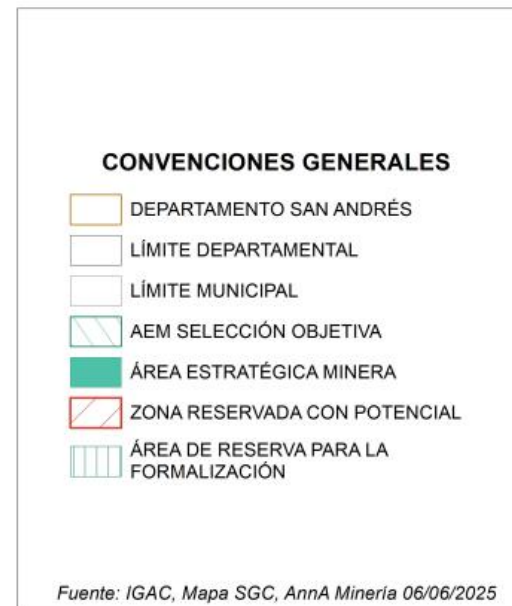 CONVENCIONES GENERALES
DEPARTAMENTO SAN ANDRÉS
LÍMITE DEPARTAMENTAL
LÍMITE MUNICIPAL
AEM SELECCIÓN OBJETIVA
ÁREA ESTRATÉGICA MINERA
ZONA RESERVADA CON POTENCIAL
ÁREA DE RESERVA PARA LA
FORMALIZACIÓN
Fuente: IGAC, Mapa SGC, AnnA Minería 06/06/2025